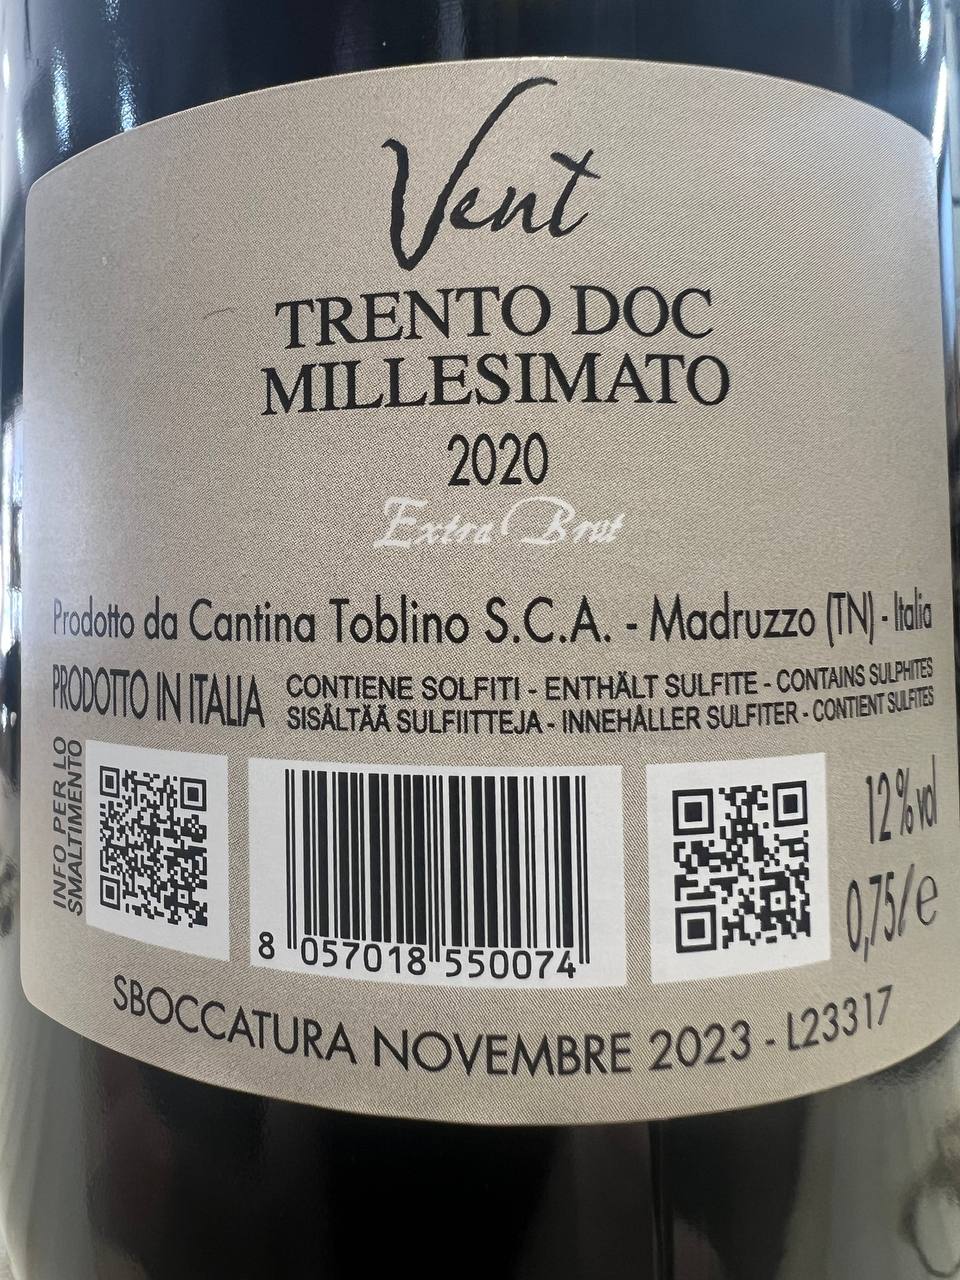 Vent
TRENTO DOC
MILLESIMATO
2020
Extra Brut
Prodotto da Cantina Toblino S.C.A. - Madruzzo (TN) - Italia
PRODOTTO IN ITALIA
CONTIENE SOLFITI - ENTHÄLT SULFITE - CONTAINS SULPHITES
SISÄLTÄÄ SULFIITTEJA - INNEHÅLLER SULFITER - CONTIENT SULFITES
INFO PER LO
SMALTIMENTO
8 057018 550074
12 % vol
0,75 l e
SBOCCATURA NOVEMBRE 2023 - L23317